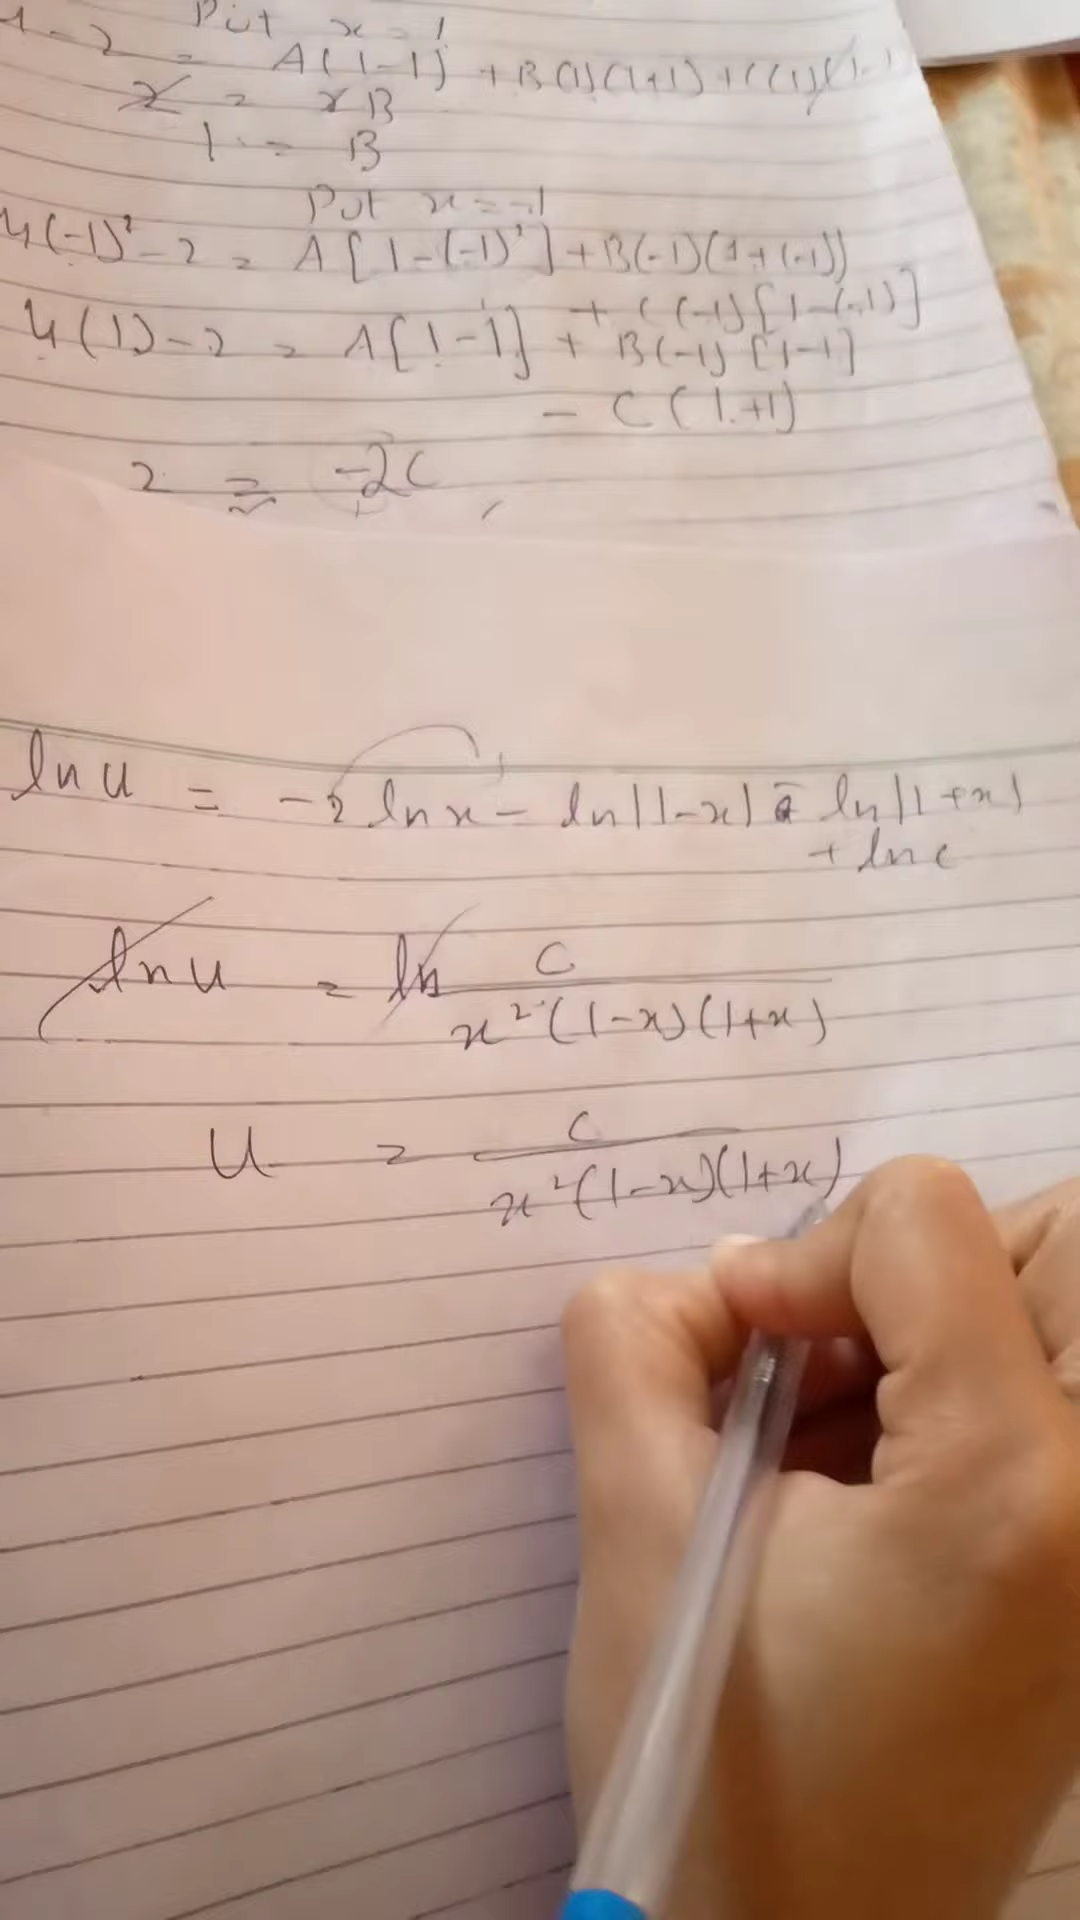 Put x = 1
4 - 2 = A(1-1) + B(1)(1+1) + C(1)(1-1)
2 = 2B
1 = B
Put x = -1
4(-1)² - 2 = A[1-(-1)²] + B(-1)(1+(-1))
+ C(-1)[1-(-1)]
4(1) - 2 = A[1-1] + B(-1)[1-1]
- C(1+1)
2 = -2C
ln u = -2 ln x - ln|1-x| - ln|1+x|
+ ln c
ln u = ln c / x²(1-x)(1+x)
u = c / x²(1-x)(1+x)